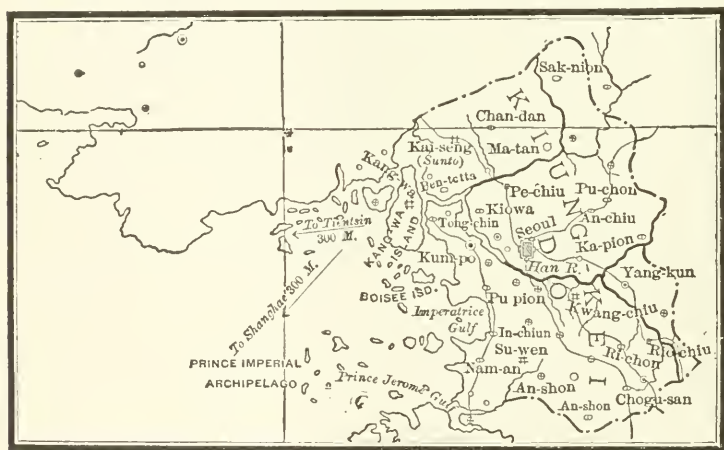 Sak-nion
Chan-dan
KIUNG KEI DO
Kai-seng
(Sunto)
Ma-tan
Kang-wa
Pen-totta
Pe-chiu
Pu-chon
To Tientsin
300 M.
KANG-WA
ISLAND
Tong-chin
Kiowa
Seoul
An-chiu
Ka-pion
Kum-po
Han R.
Yang-kun
To Shanghae 300 M.
BOISEE ISD.
Pu pion
Kwang-chiu
Imperatrice
Gulf
In-chiun
Su-wen
Ri-chon
Rio-chiu
PRINCE IMPERIAL
ARCHIPELAGO
Prince Jerome Gulf
Nam-an
An-shon
An-shon
Chogu-san